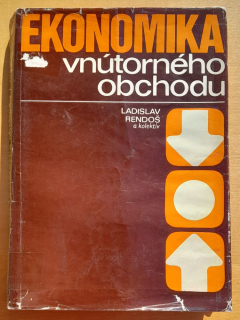 EKONOMIKA
vnútorného
obchodu
LADISLAV
RENDOŠ
a kolektív